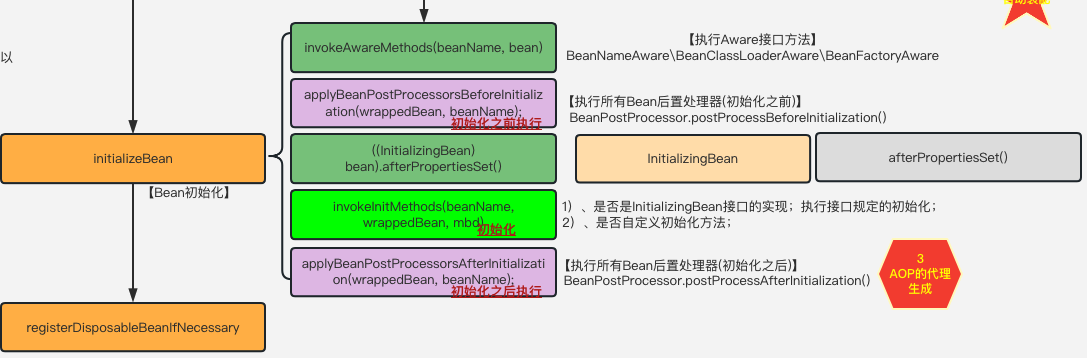 以
invokeAwareMethods(beanName, bean)
【执行Aware接口方法】
BeanNameAware\BeanClassLoaderAware\BeanFactoryAware
applyBeanPostProcessorsBeforeInitializ
ation(wrappedBean, beanName);
初始化之前执行
【执行所有Bean后置处理器(初始化之前)】
BeanPostProcessor.postProcessBeforeInitialization()
initializeBean
【Bean初始化】
((InitializingBean)
bean).afterPropertiesSet()
InitializingBean
afterPropertiesSet()
invokeInitMethods(beanName,
wrappedBean, mbd)
初始化
1）、是否是InitializingBean接口的实现；执行接口规定的初始化；
2）、是否自定义初始化方法；
applyBeanPostProcessorsAfterInitializati
on(wrappedBean, beanName);
初始化之后执行
【执行所有Bean后置处理器(初始化之后)】
BeanPostProcessor.postProcessAfterInitialization()
3
AOP的代理
生成
registerDisposableBeanIfNecessary